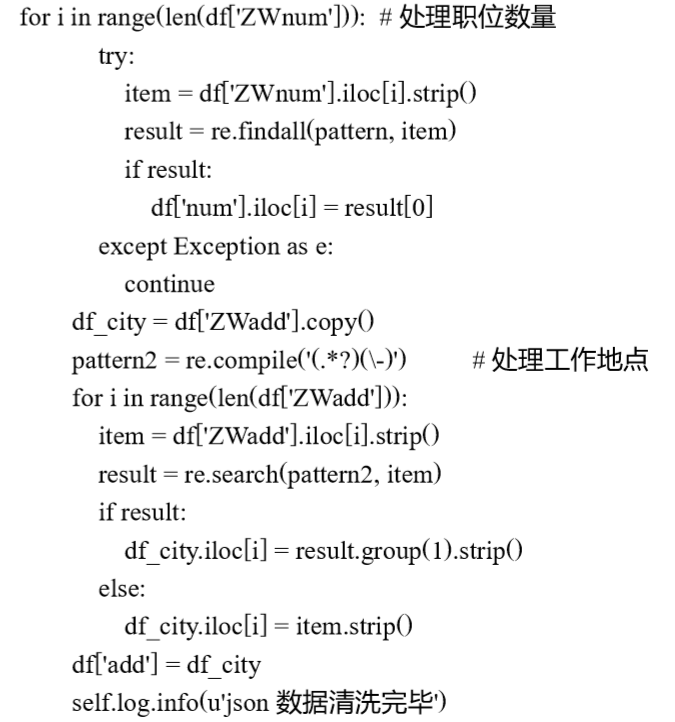 for i in range(len(df['ZWnum'])):  # 处理职位数量
try:
item = df['ZWnum'].iloc[i].strip()
result = re.findall(pattern, item)
if result:
df['num'].iloc[i] = result[0]
except Exception as e:
continue
df_city = df['ZWadd'].copy()
pattern2 = re.compile('(.*?)(\-)')  # 处理工作地点
for i in range(len(df['ZWadd'])):
item = df['ZWadd'].iloc[i].strip()
result = re.search(pattern2, item)
if result:
df_city.iloc[i] = result.group(1).strip()
else:
df_city.iloc[i] = item.strip()
df['add'] = df_city
self.log.info(u'json 数据清洗完毕')